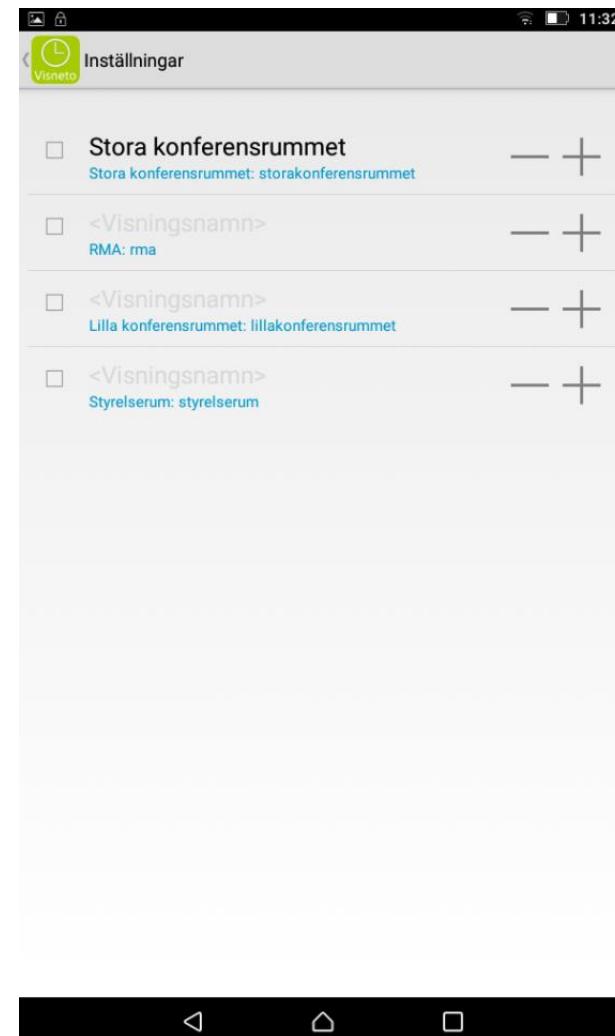 11:32
Visneto
Inställningar
Stora konferensrummet
Stora konferensrummet: storakonferensrummet
<Visningsnamn>
RMA: rma
<Visningsnamn>
Lilla konferensrummet: lillakonferensrummet
<Visningsnamn>
Styrelserum: styrelserum